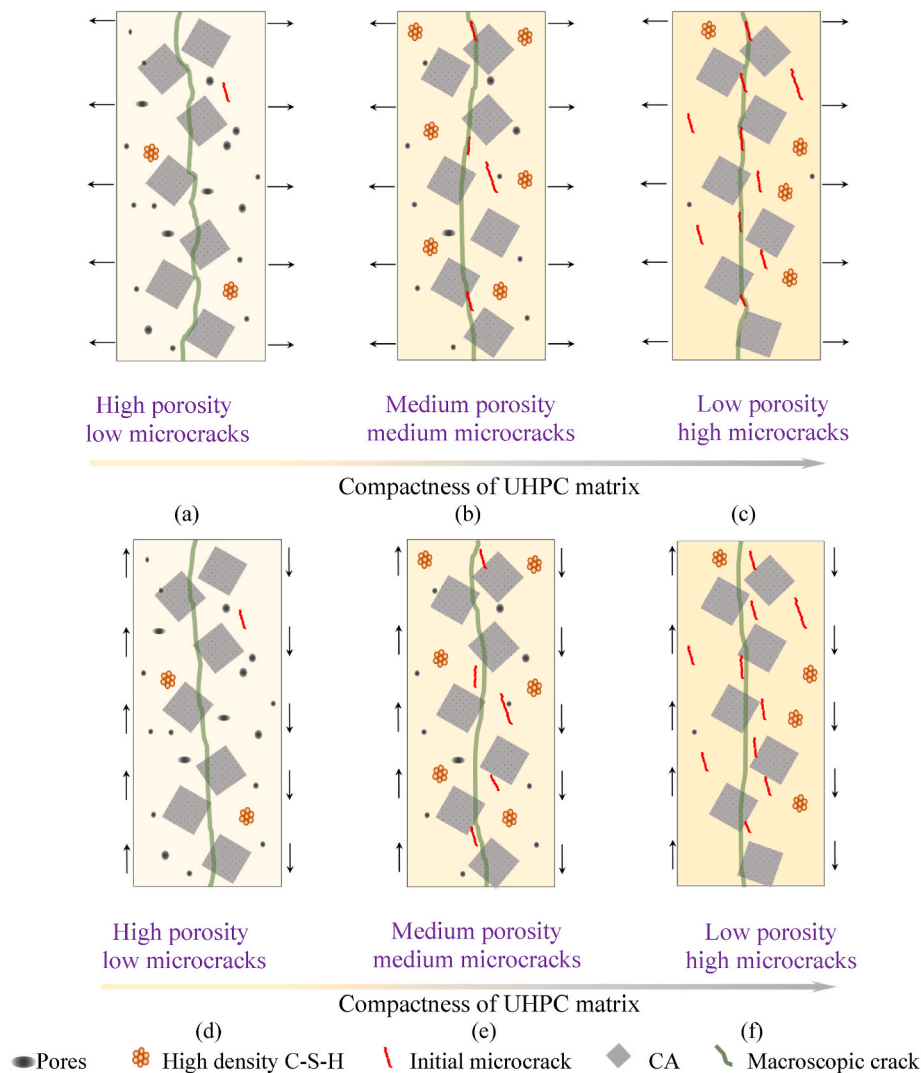 High porosity
low microcracks
Medium porosity
medium microcracks
Low porosity
high microcracks
Compactness of UHPC matrix
(a)
(b)
(c)
High porosity
low microcracks
Medium porosity
medium microcracks
Low porosity
high microcracks
Compactness of UHPC matrix
(d)
(e)
(f)
Pores
High density C-S-H
Initial microcrack
CA
Macroscopic crack